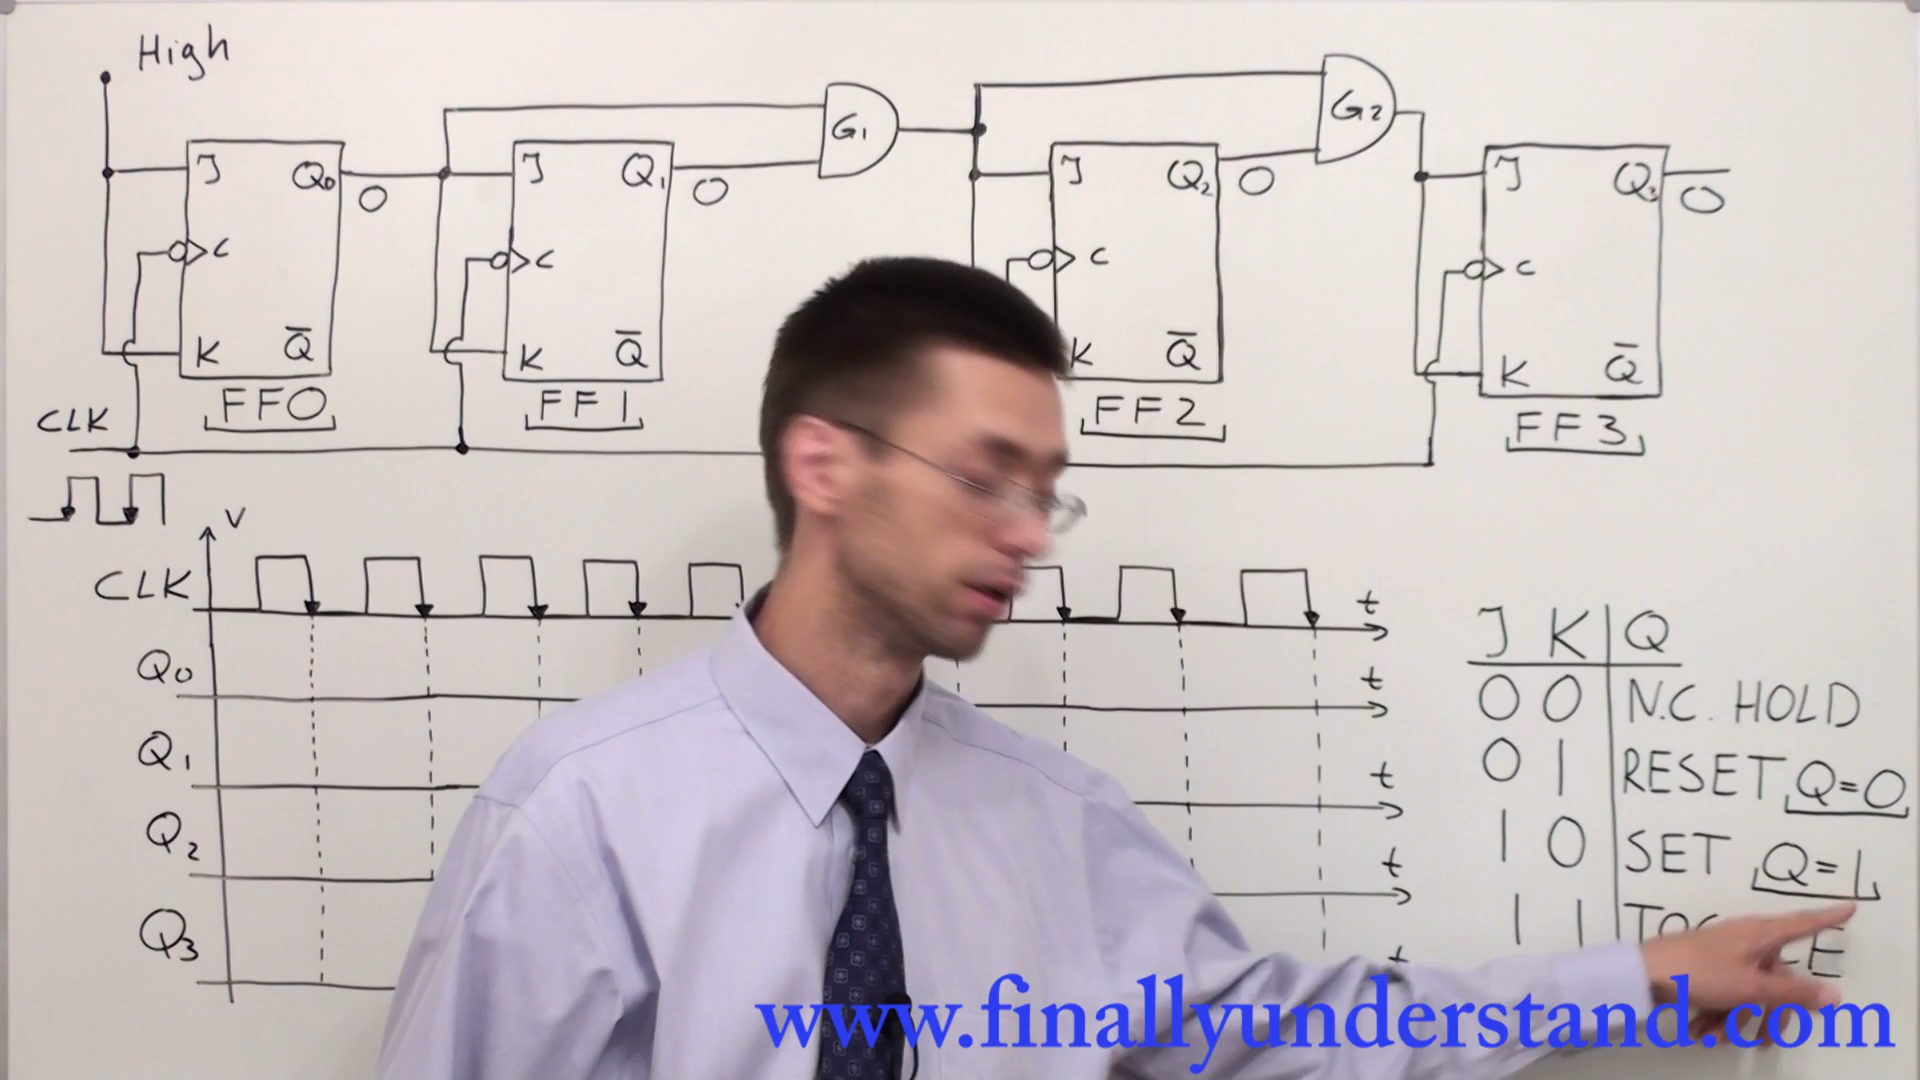 High
J Q0 0
C
K Q̅
FF0
J Q1 0
C
K Q̅
FF1
G1
J Q2 0
C
K Q̅
FF2
G2
J Q3 0
C
K Q̅
FF3
CLK
V
CLK t
Q0 t
Q1 t
Q2 t
Q3 t
J K Q
0 0 N.C. HOLD
0 1 RESET Q=0
1 0 SET Q=1
1 1
www.finallyunderstand.com